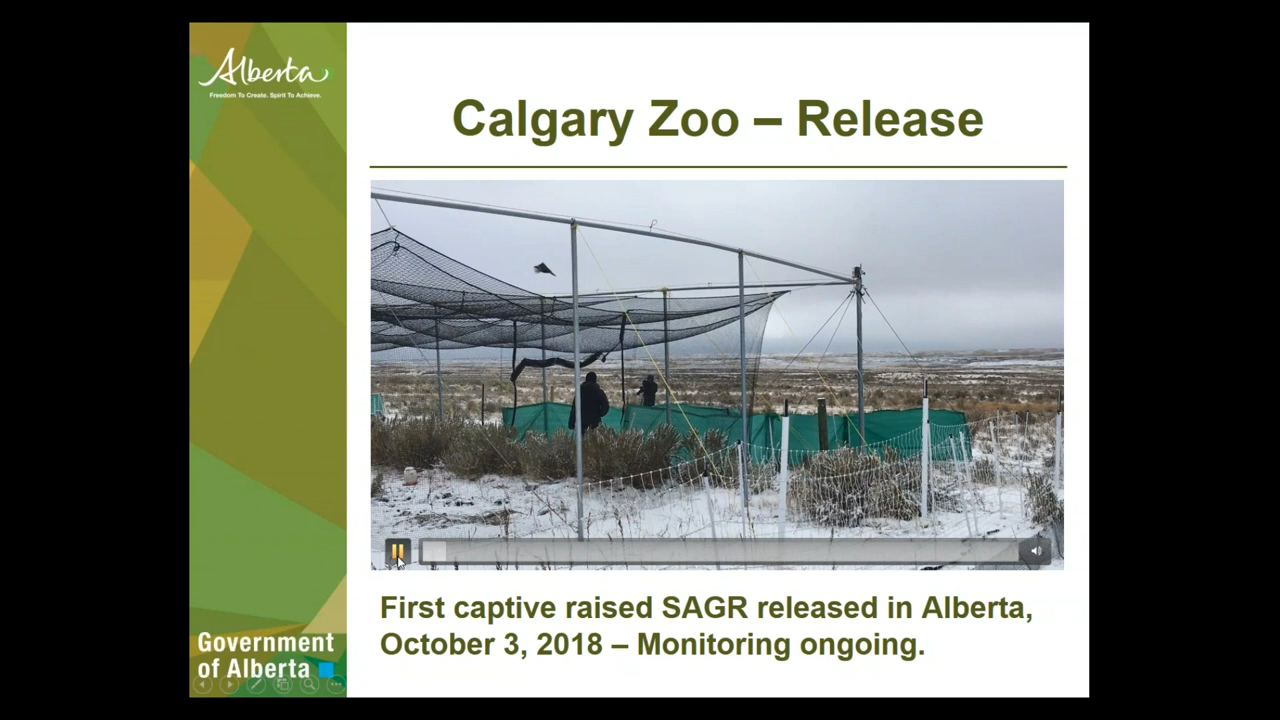 Alberta
Freedom To Create. Spirit To Achieve.
Calgary Zoo – Release
First captive raised SAGR released in Alberta,
October 3, 2018 – Monitoring ongoing.
Government
of Alberta